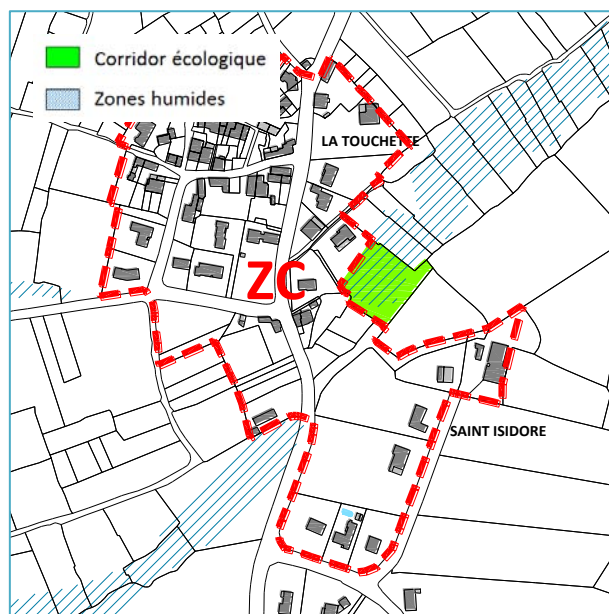 Corridor écologique
Zones humides
LA TOUCHETTE
ZC
SAINT ISIDORE